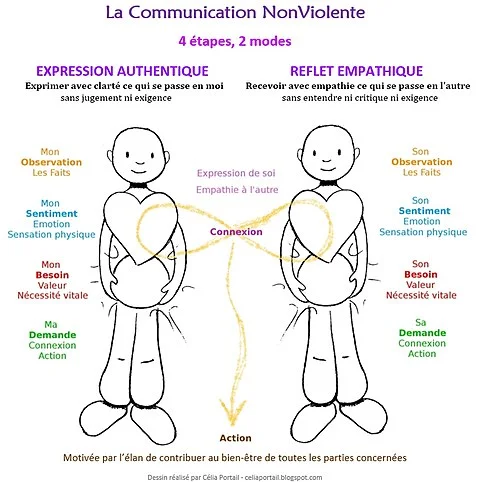 La Communication NonViolente
4 étapes, 2 modes
EXPRESSION AUTHENTIQUE
Exprimer avec clarté ce qui se passe en moi
sans jugement ni exigence
REFLET EMPATHIQUE
Recevoir avec empathie ce qui se passe en l'autre
sans entendre ni critique ni exigence
Mon
Observation
Les Faits
Mon
Sentiment
Emotion
Sensation physique
Mon
Besoin
Valeur
Nécessité vitale
Ma
Demande
Connexion
Action
Expression de soi
Empathie à l'autre
Connexion
Son
Observation
Les Faits
Son
Sentiment
Emotion
Sensation physique
Son
Besoin
Valeur
Nécessité vitale
Sa
Demande
Connexion
Action
Action
Motivée par l'élan de contribuer au bien-être de toutes les parties concernées
Dessin réalisé par Célia Portail - celiaportail.blogspot.com